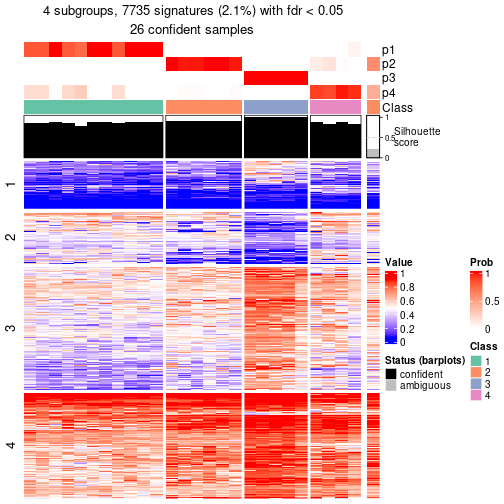 4 subgroups, 7735 signatures (2.1%) with fdr < 0.05
26 confident samples
p1
p2
p3
p4
Class
1
0.5
0
Silhouette
score
1
2
3
4
Value
1
0.8
0.6
0.4
0.2
0
Status (barplots)
confident
ambiguous
Prob
1
0.5
0
Class
1
2
3
4